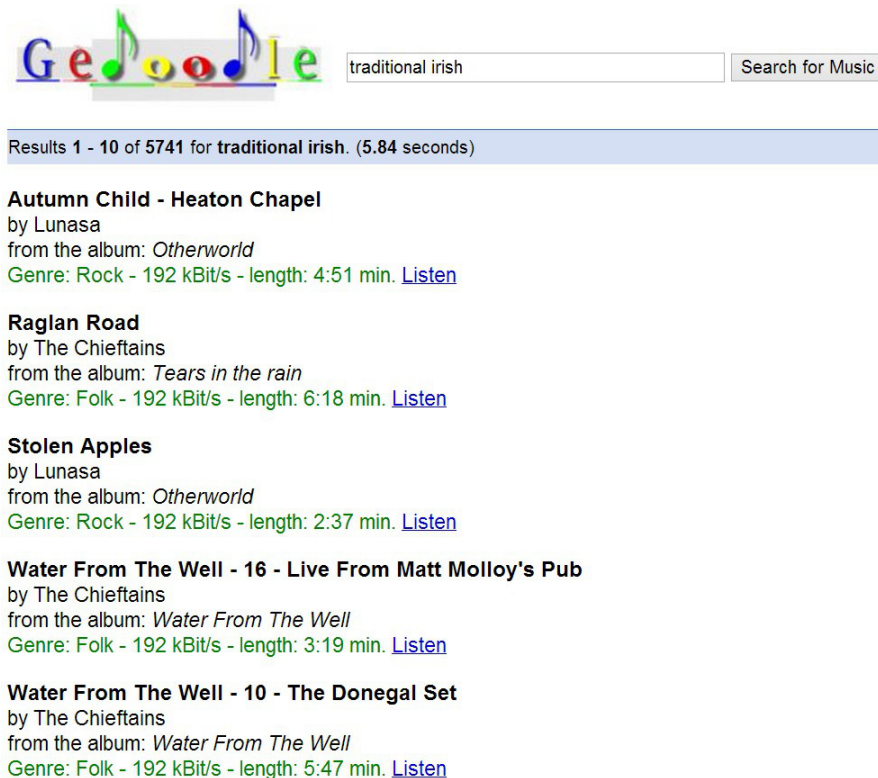 Gedoodle
traditional irish
Search for Music
Results 1 - 10 of 5741 for traditional irish. (5.84 seconds)
Autumn Child - Heaton Chapel
by Lunasa
from the album: Otherworld
Genre: Rock - 192 kBit/s - length: 4:51 min. Listen
Raglan Road
by The Chieftains
from the album: Tears in the rain
Genre: Folk - 192 kBit/s - length: 6:18 min. Listen
Stolen Apples
by Lunasa
from the album: Otherworld
Genre: Rock - 192 kBit/s - length: 2:37 min. Listen
Water From The Well - 16 - Live From Matt Molloy's Pub
by The Chieftains
from the album: Water From The Well
Genre: Folk - 192 kBit/s - length: 3:19 min. Listen
Water From The Well - 10 - The Donegal Set
by The Chieftains
from the album: Water From The Well
Genre: Folk - 192 kBit/s - length: 5:47 min. Listen